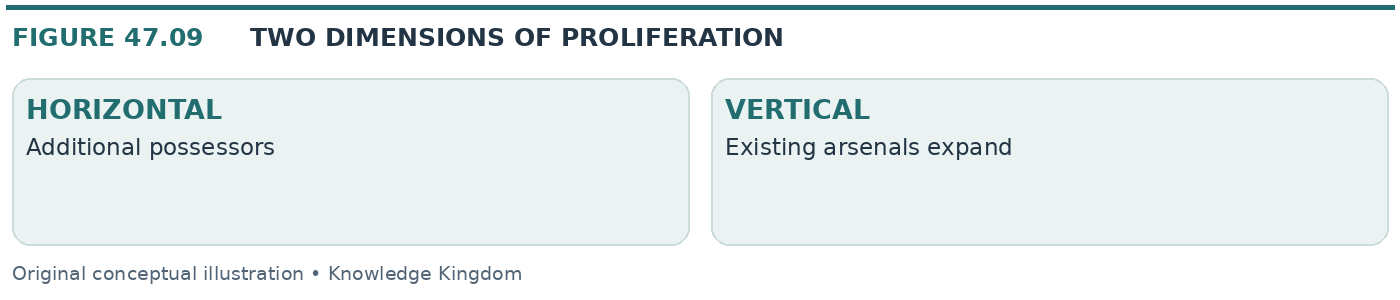 FIGURE 47.09 TWO DIMENSIONS OF PROLIFERATION
HORIZONTAL
Additional possessors
VERTICAL
Existing arsenals expand
Original conceptual illustration • Knowledge Kingdom